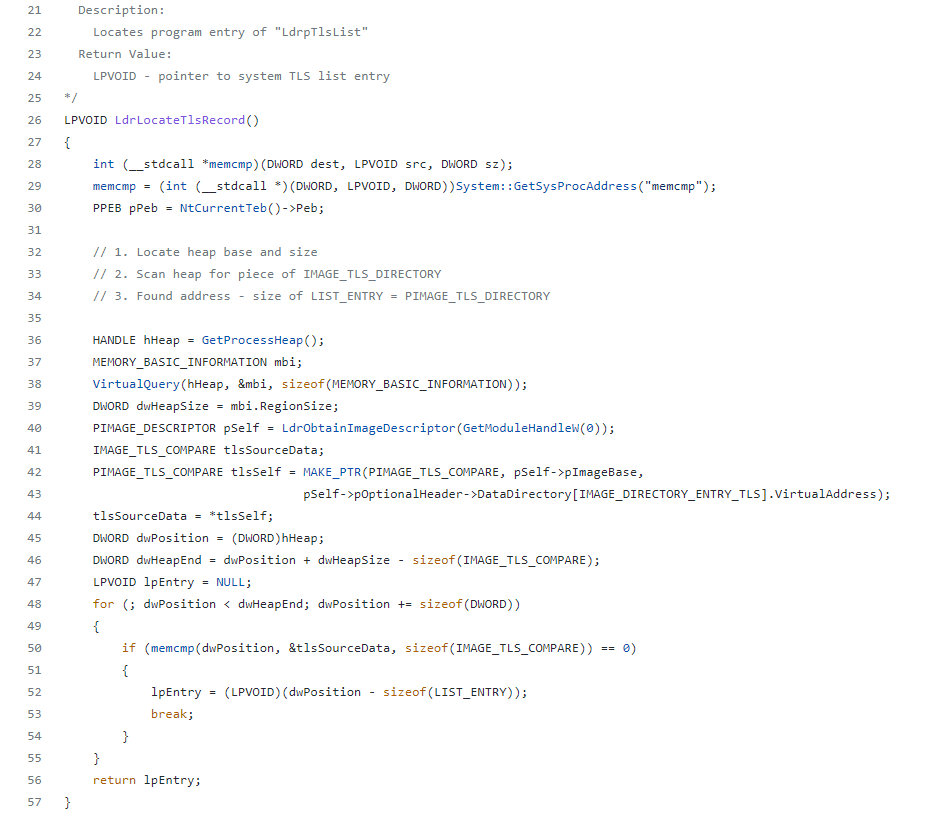 21 Description:
22 Locates program entry of "LdrpTlsList"
23 Return Value:
24 LPVOID - pointer to system TLS list entry
25 */
26 LPVOID LdrLocateTlsRecord()
27 {
28 int (__stdcall *memcmp)(DWORD dest, LPVOID src, DWORD sz);
29 memcmp = (int (__stdcall *)(DWORD, LPVOID, DWORD))System::GetSysProcAddress("memcmp");
30 PPEB pPeb = NtCurrentTeb()->Peb;
31
32 // 1. Locate heap base and size
33 // 2. Scan heap for piece of IMAGE_TLS_DIRECTORY
34 // 3. Found address - size of LIST_ENTRY = PIMAGE_TLS_DIRECTORY
35
36 HANDLE hHeap = GetProcessHeap();
37 MEMORY_BASIC_INFORMATION mbi;
38 VirtualQuery(hHeap, &mbi, sizeof(MEMORY_BASIC_INFORMATION));
39 DWORD dwHeapSize = mbi.RegionSize;
40 PIMAGE_DESCRIPTOR pSelf = LdrObtainImageDescriptor(GetModuleHandleW(0));
41 IMAGE_TLS_COMPARE tlsSourceData;
42 PIMAGE_TLS_COMPARE tlsSelf = MAKE_PTR(PIMAGE_TLS_COMPARE, pSelf->pImageBase,
43 pSelf->pOptionalHeader->DataDirectory[IMAGE_DIRECTORY_ENTRY_TLS].VirtualAddress);
44 tlsSourceData = *tlsSelf;
45 DWORD dwPosition = (DWORD)hHeap;
46 DWORD dwHeapEnd = dwPosition + dwHeapSize - sizeof(IMAGE_TLS_COMPARE);
47 LPVOID lpEntry = NULL;
48 for (; dwPosition < dwHeapEnd; dwPosition += sizeof(DWORD))
49 {
50 if (memcmp(dwPosition, &tlsSourceData, sizeof(IMAGE_TLS_COMPARE)) == 0)
51 {
52 lpEntry = (LPVOID)(dwPosition - sizeof(LIST_ENTRY));
53 break;
54 }
55 }
56 return lpEntry;
57 }